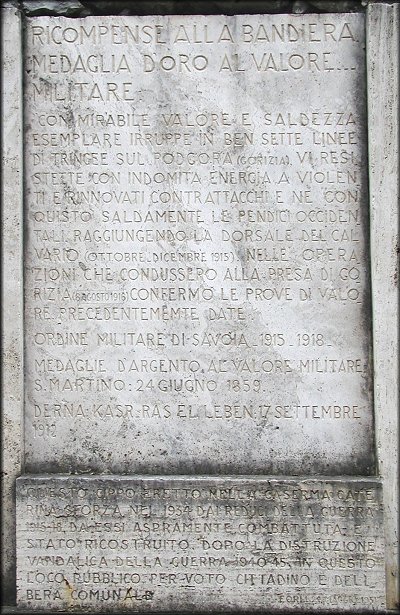 RICOMPENSE ALLA BANDIERA
MEDAGLIA D'ORO AL VALORE
MILITARE
CON MIRABILE VALORE E SALDEZZA
ESEMPLARE IRRUPPE IN BEN SETTE LINEE
DI TRINCEE SUL PODGORA (GORIZIA). VI RESI
STETTE CON INDOMITA ENERGIA A VIOLEN
TI E RINNOVATI CONTRATTACCHI E NE CON
QUISTO SALDAMENTE LE PENDICI OCCIDEN
TALI, RAGGIUNGENDO LA DORSALE DEL CAL
VARIO (OTTOBRE. DICEMBRE 1915). NELLE OPERA
ZIONI CHE CONDUSSERO ALLA PRESA DI GO
RIZIA (AGOSTO 1916) CONFERMO LE PROVE DI VALO
RE PRECEDENTEMEMTE DATE
ORDINE MILITARE DI SAVOIA 1915-1918
MEDAGLIE D'ARGENTO AL VALORE MILITARE
S. MARTINO: 24 GIUGNO 1859
DERNA: KASR-RAS EL LEBEN, 17 SETTEMBRE
1912
QUESTO CIPPO ERETTO NELLA CASERMA CATE
RINA SFORZA NEL 1934 DAI REDUCI DELLA GUERRA
1915-18 DA ESSI ASPRAMENTE COMBATTUTA E
STATO RICOSTRUITO, DOPO LA DISTRUZIONE
VANDALICA DELLA GUERRA 1940-45, IN QUESTO
LOCO PUBBLICO PER VOTO CITTADINO E DELI
BERA COMUNALE